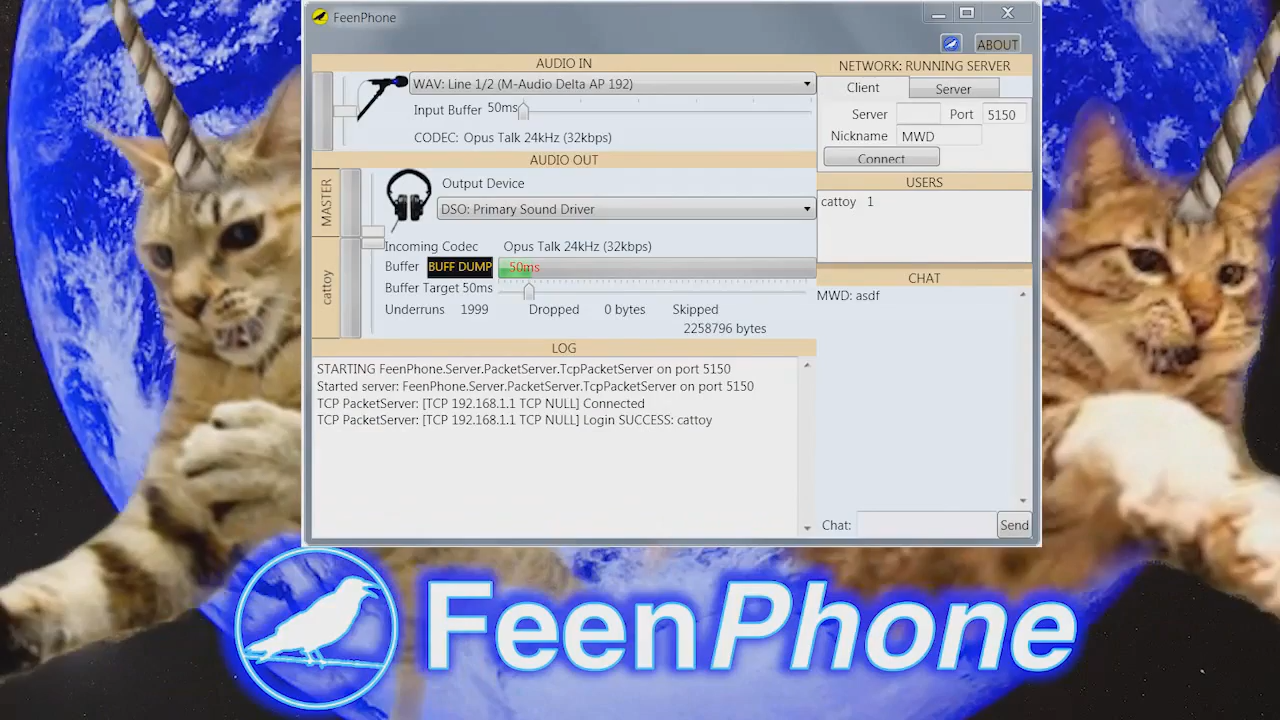 FeenPhone
ABOUT
AUDIO IN
WAV: Line 1/2 (M-Audio Delta AP 192)
Input Buffer 50ms
CODEC: Opus Talk 24kHz (32kbps)
AUDIO OUT
MASTER
Output Device
DSO: Primary Sound Driver
cattoy
Incoming Codec Opus Talk 24kHz (32kbps)
Buffer BUFF DUMP 50ms
Buffer Target 50ms
Underruns 1999 Dropped 0 bytes Skipped
2258796 bytes
LOG
STARTING FeenPhone.Server.PacketServer.TcpPacketServer on port 5150
Started server: FeenPhone.Server.PacketServer.TcpPacketServer on port 5150
TCP PacketServer: [TCP 192.168.1.1 TCP NULL] Connected
TCP PacketServer: [TCP 192.168.1.1 TCP NULL] Login SUCCESS: cattoy
NETWORK: RUNNING SERVER
Client Server
Server Port 5150
Nickname MWD
Connect
USERS
cattoy 1
CHAT
MWD: asdf
Chat: Send
FeenPhone